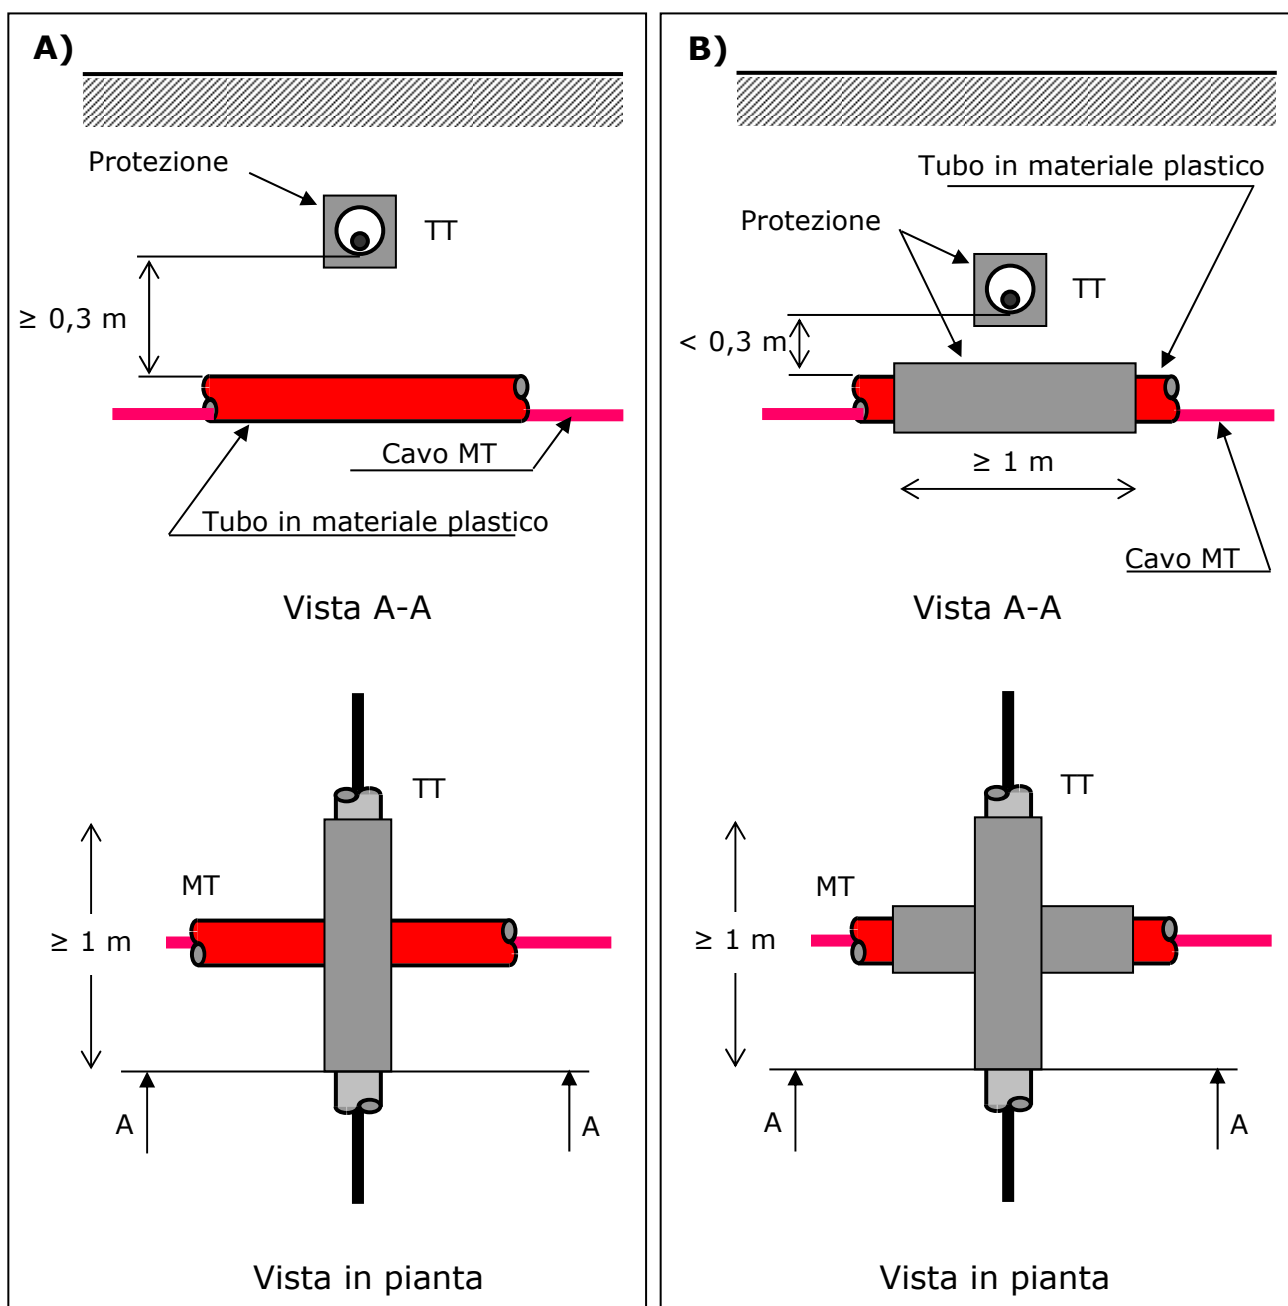 A)
Protezione
TT
≥ 0,3 m
Cavo MT
Tubo in materiale plastico
Vista A-A
TT
MT
≥ 1 m
A
A
Vista in pianta
B)
Tubo in materiale plastico
Protezione
TT
< 0,3 m
≥ 1 m
Cavo MT
Vista A-A
TT
MT
≥ 1 m
A
A
Vista in pianta